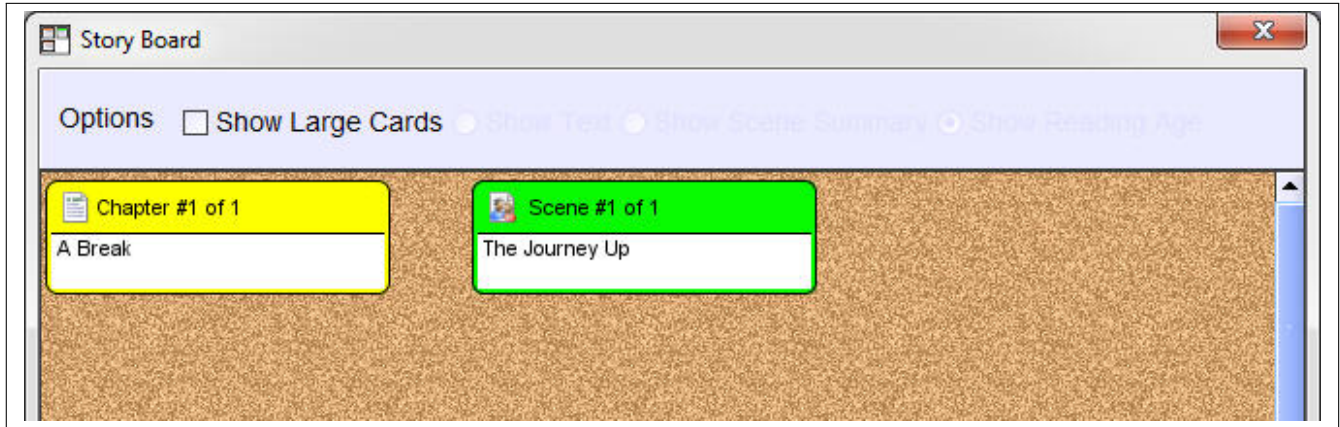 Story Board
Options Show Large Cards Show Text Show Scene Summary Show Reading Age
Chapter #1 of 1
A Break
Scene #1 of 1
The Journey Up